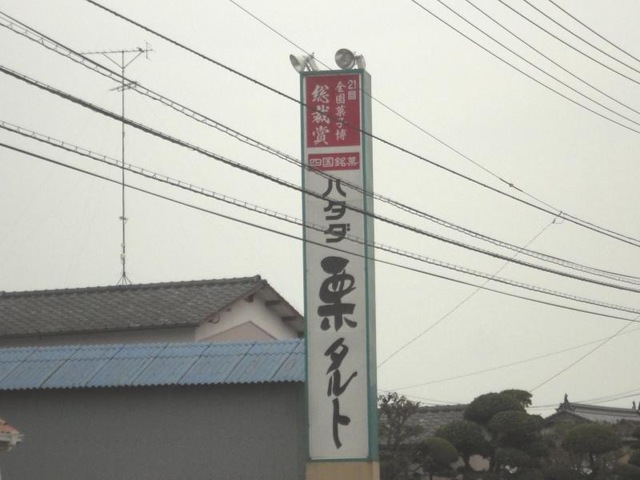 21回
全国菓子博
総裁賞
四国銘菓
ハタダ
栗タルト